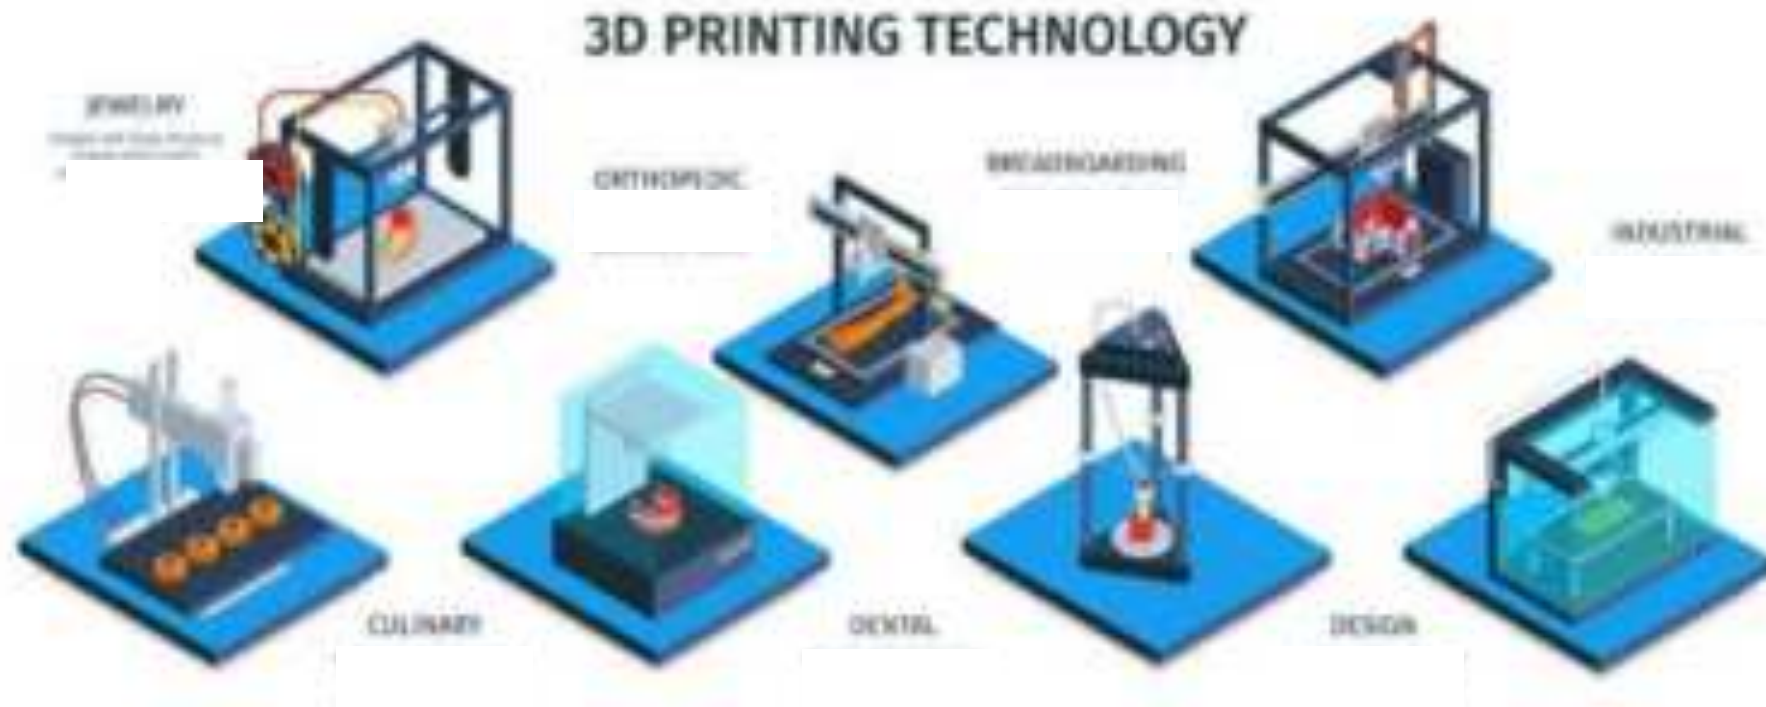 3D PRINTING TECHNOLOGY
JEWELRY
ORTHOPEDIC
BREADBOARDING
INDUSTRIAL
CULINARY
DENTAL
DESIGN